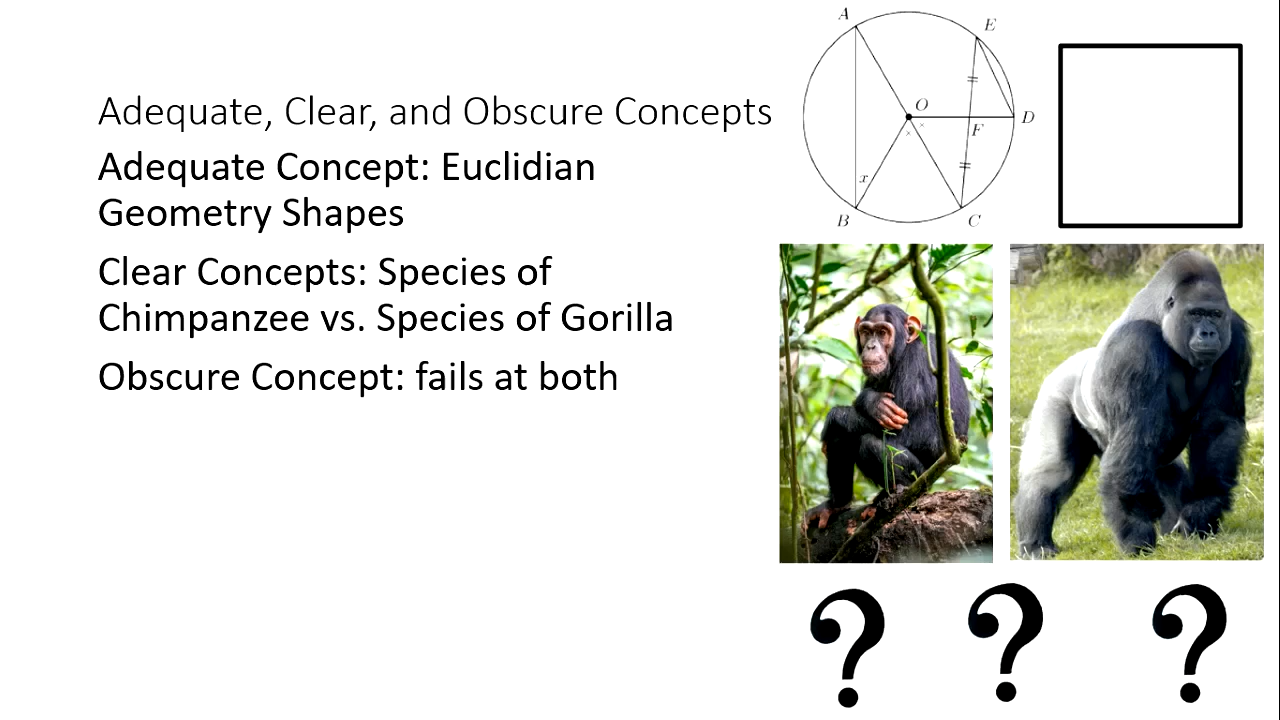 Adequate, Clear, and Obscure Concepts
Adequate Concept: Euclidian
Geometry Shapes
Clear Concepts: Species of
Chimpanzee vs. Species of Gorilla
Obscure Concept: fails at both
A
E
O
D
F
x
B
C
? ? ?